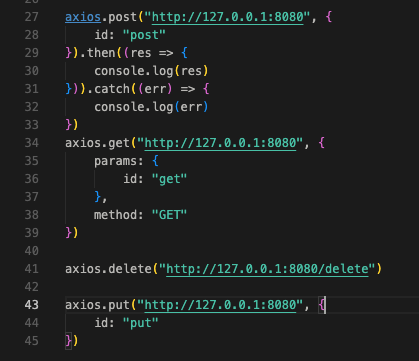 27 axios.post("http://127.0.0.1:8080", {
28     id: "post"
29 }).then((res => {
30     console.log(res)
31 })).catch((err) => {
32     console.log(err)
33 })
34 axios.get("http://127.0.0.1:8080", {
35     params: {
36         id: "get"
37     },
38     method: "GET"
39 })
40
41 axios.delete("http://127.0.0.1:8080/delete")
42
43 axios.put("http://127.0.0.1:8080", {
44     id: "put"
45 })